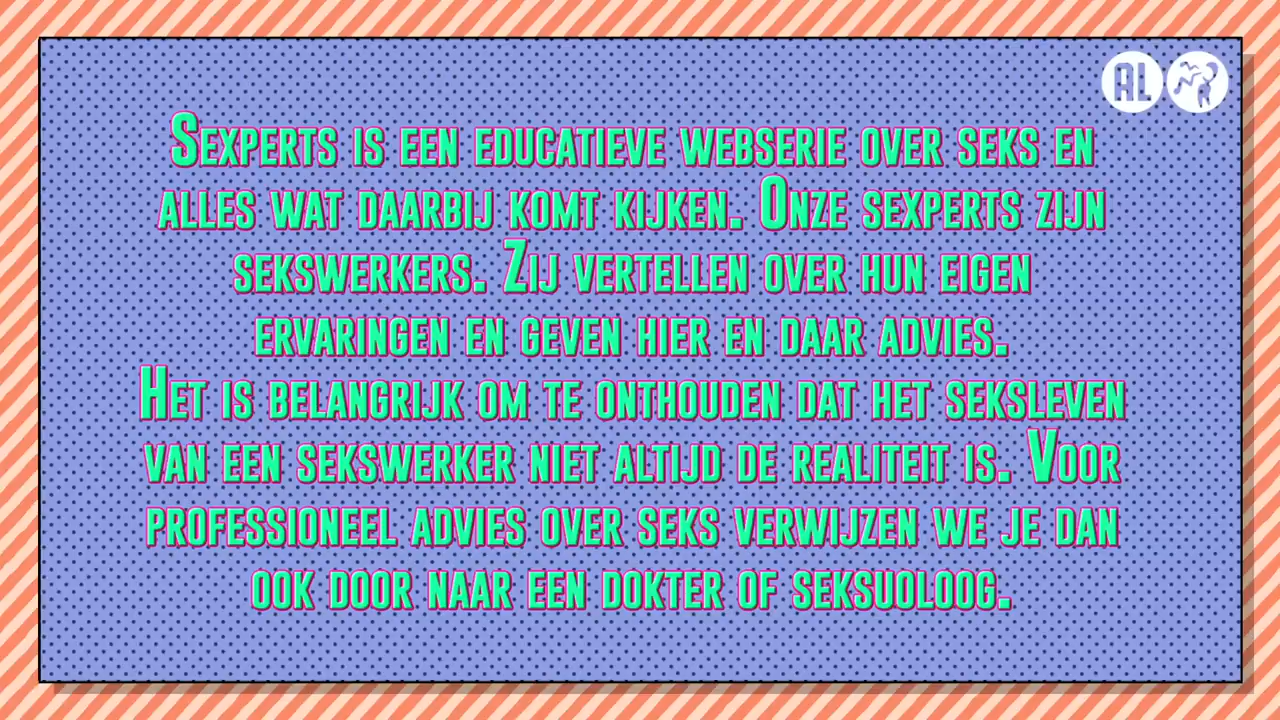 AL
Sexperts is een educatieve webserie over seks en
alles wat daarbij komt kijken. Onze sexperts zijn
sekswerkers. Zij vertellen over hun eigen
ervaringen en geven hier en daar advies.
Het is belangrijk om te onthouden dat het seksleven
van een sekswerker niet altijd de realiteit is. Voor
professioneel advies over seks verwijzen we je dan
ook door naar een dokter of seksuoloog.